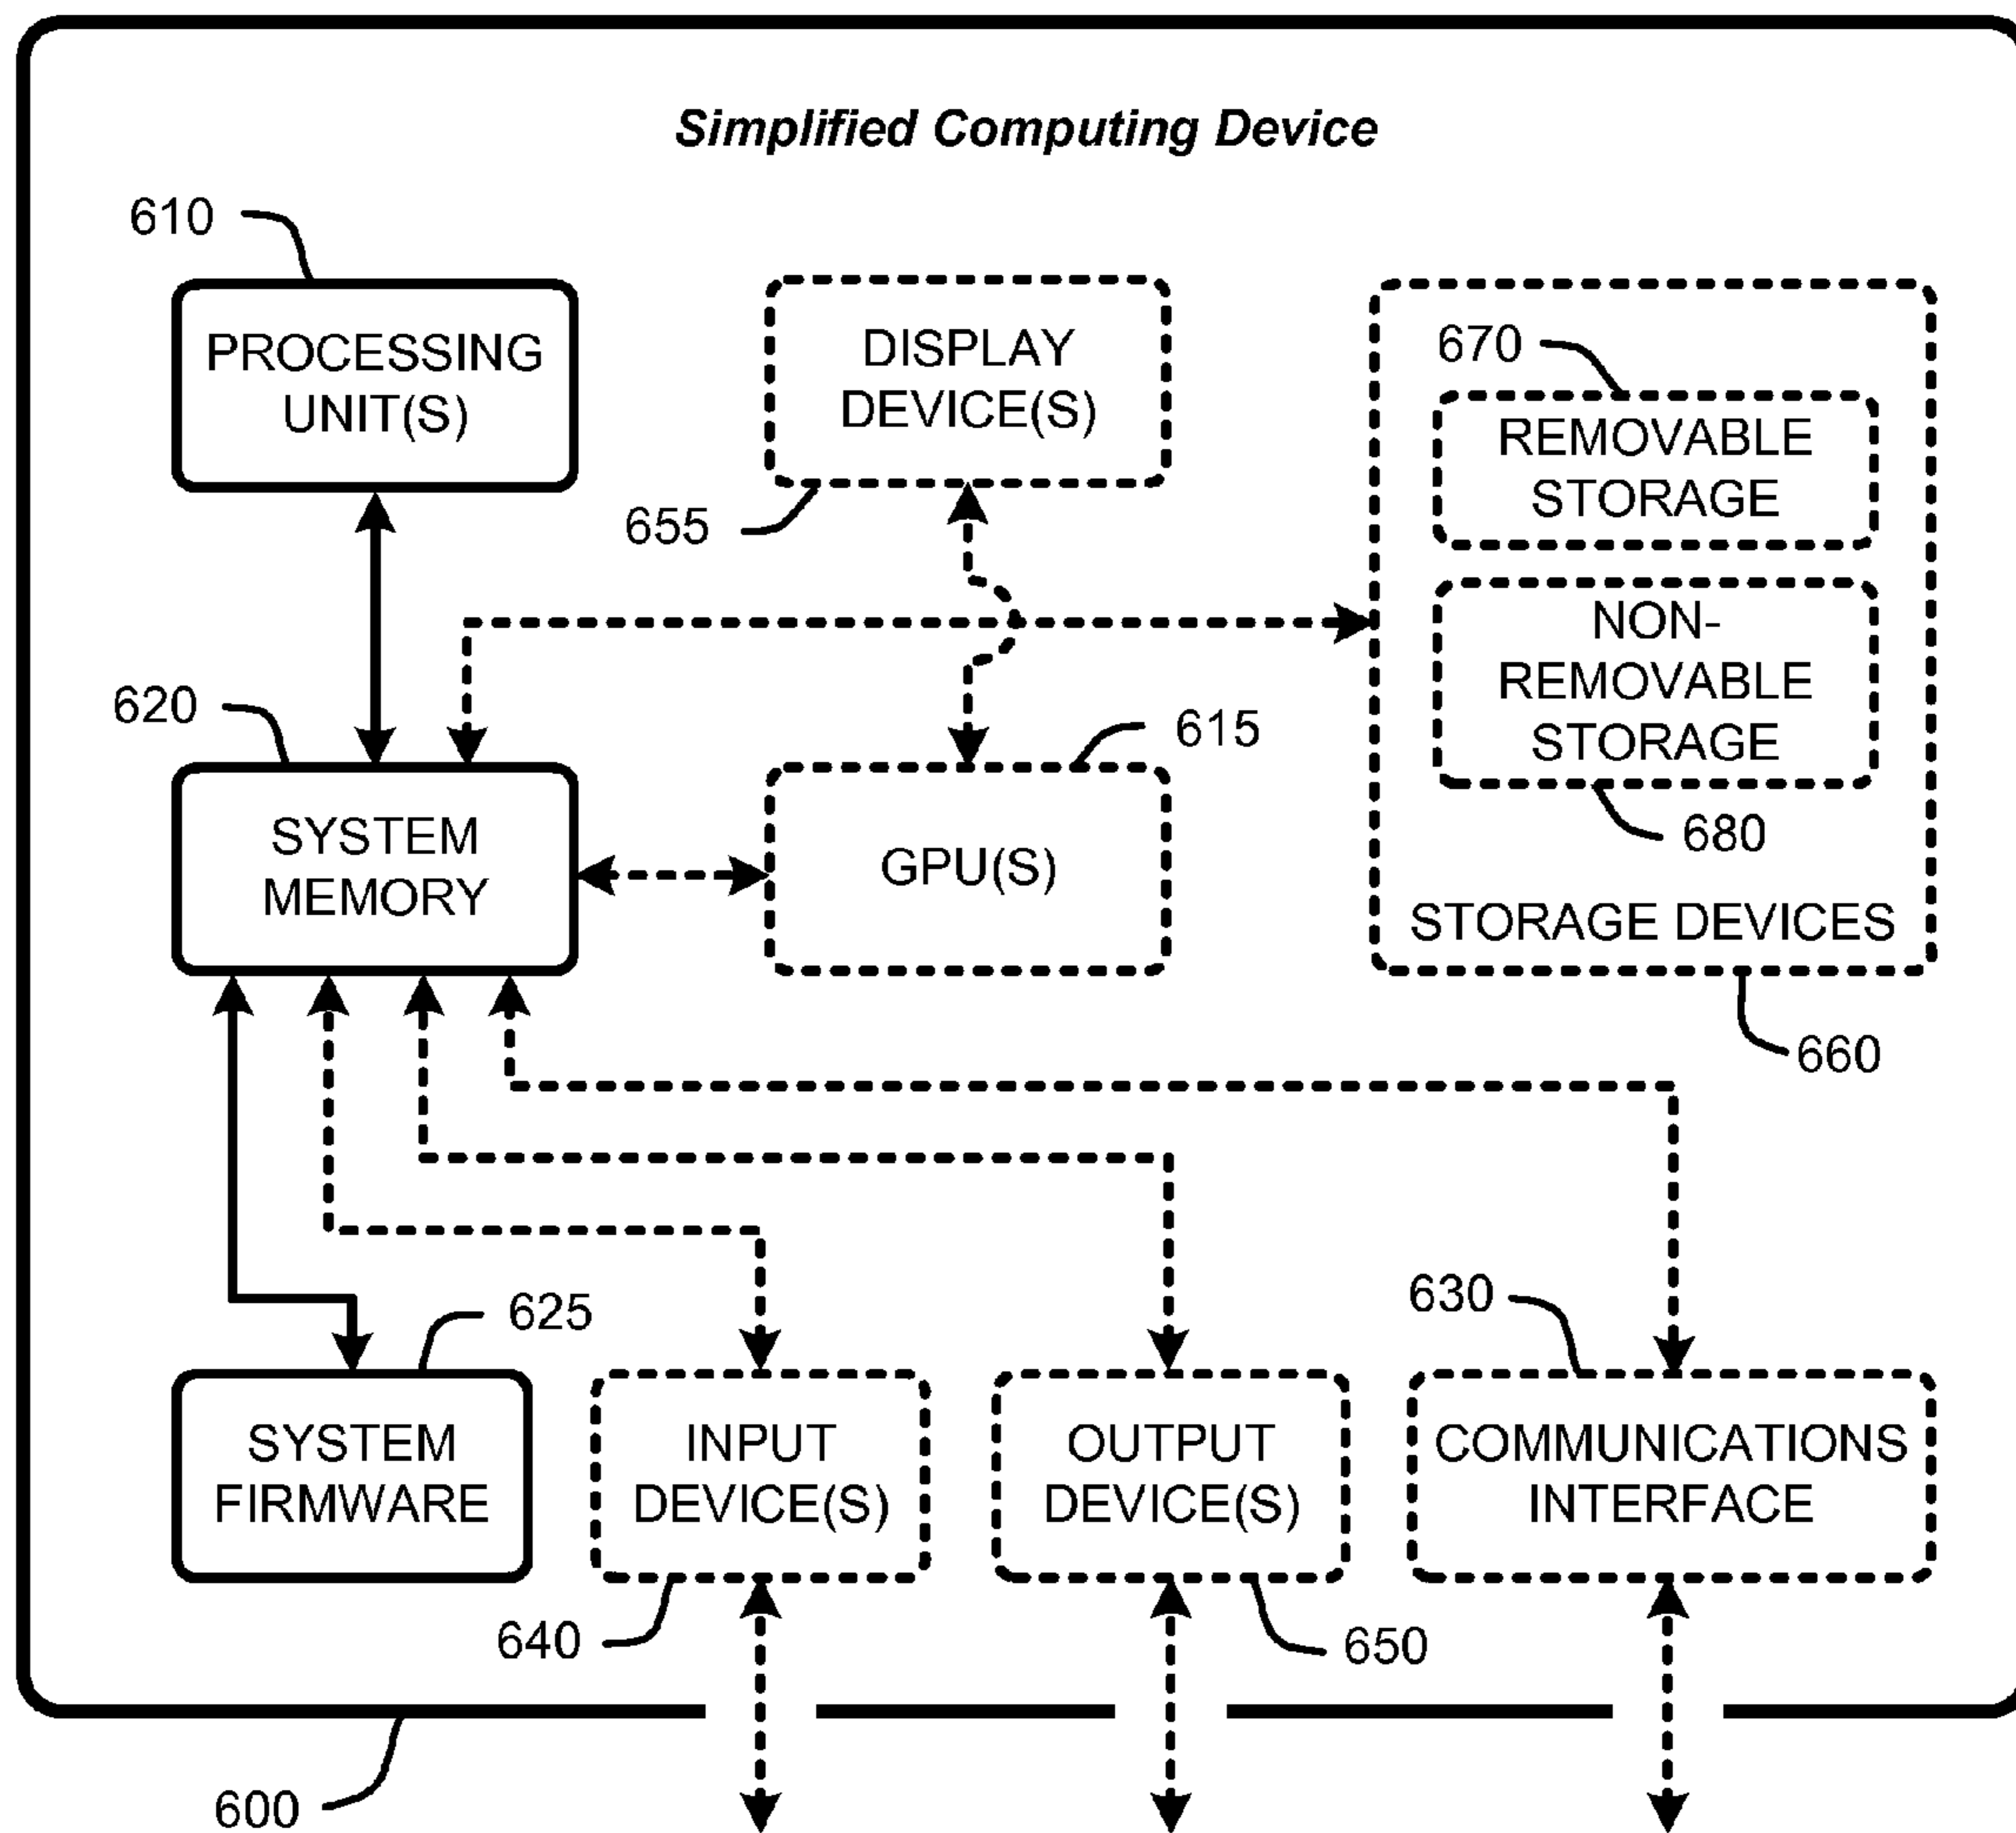 Simplified Computing Device
610
PROCESSING
UNIT(S)
DISPLAY
DEVICE(S)
655
670
REMOVABLE
STORAGE
NON-
REMOVABLE
STORAGE
680
STORAGE DEVICES
660
620
SYSTEM
MEMORY
615
GPU(S)
625
SYSTEM
FIRMWARE
INPUT
DEVICE(S)
640
OUTPUT
DEVICE(S)
650
630
COMMUNICATIONS
INTERFACE
600